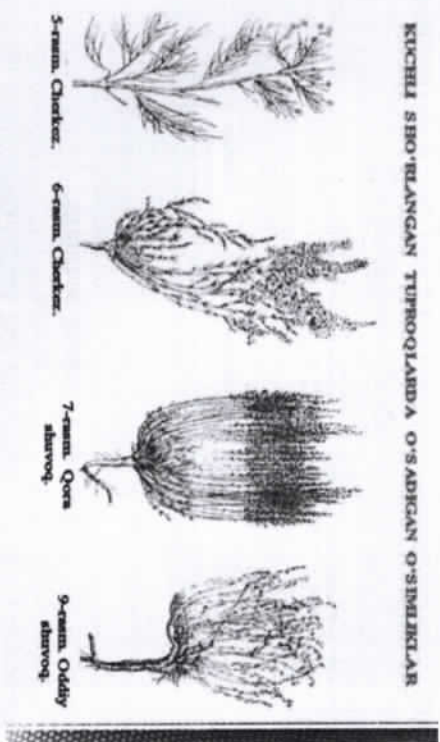 KUCHLI SHO'RLANGAN TUPROQLARDA O'SADIGAN O'SIMLIKLAR
5-rasm. Cherkez.
6-rasm. Cherkez.
7-rasm. Qora
shuvoq.
9-rasm. Oddiy
shuvoq.